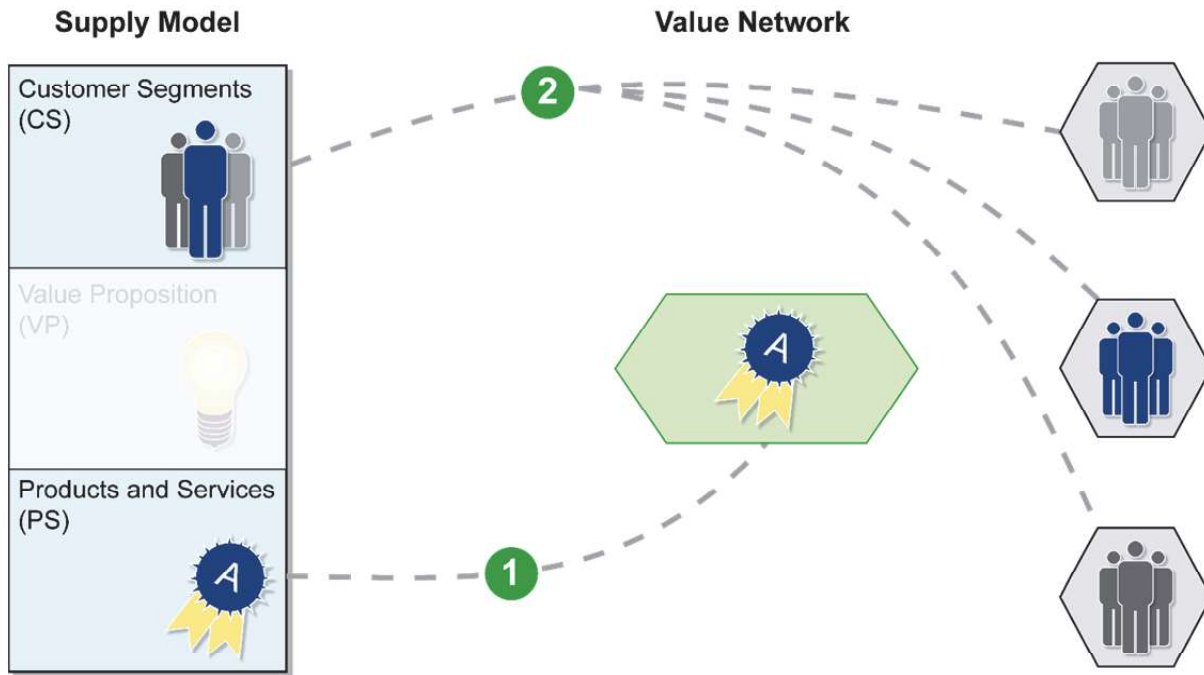 Supply Model
Value Network
Customer Segments
(CS)
2
Value Proposition
(VP)
A
Products and Services
(PS)
A
1